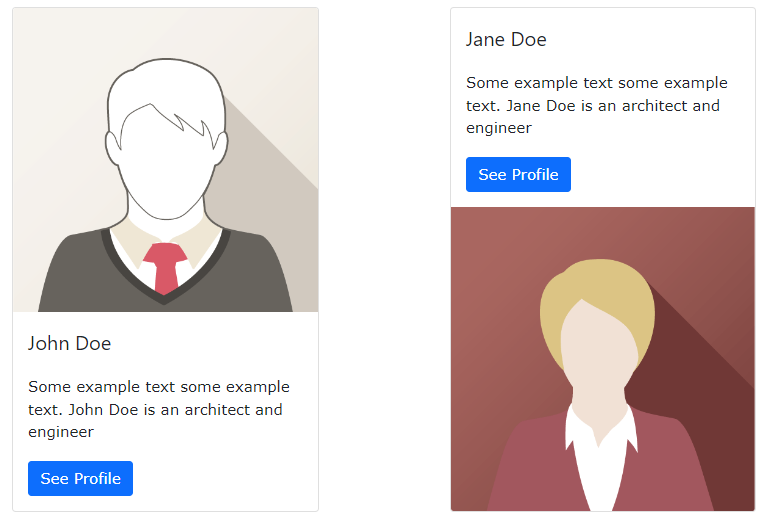 John Doe
Some example text some example
text. John Doe is an architect and
engineer
See Profile
Jane Doe
Some example text some example
text. Jane Doe is an architect and
engineer
See Profile